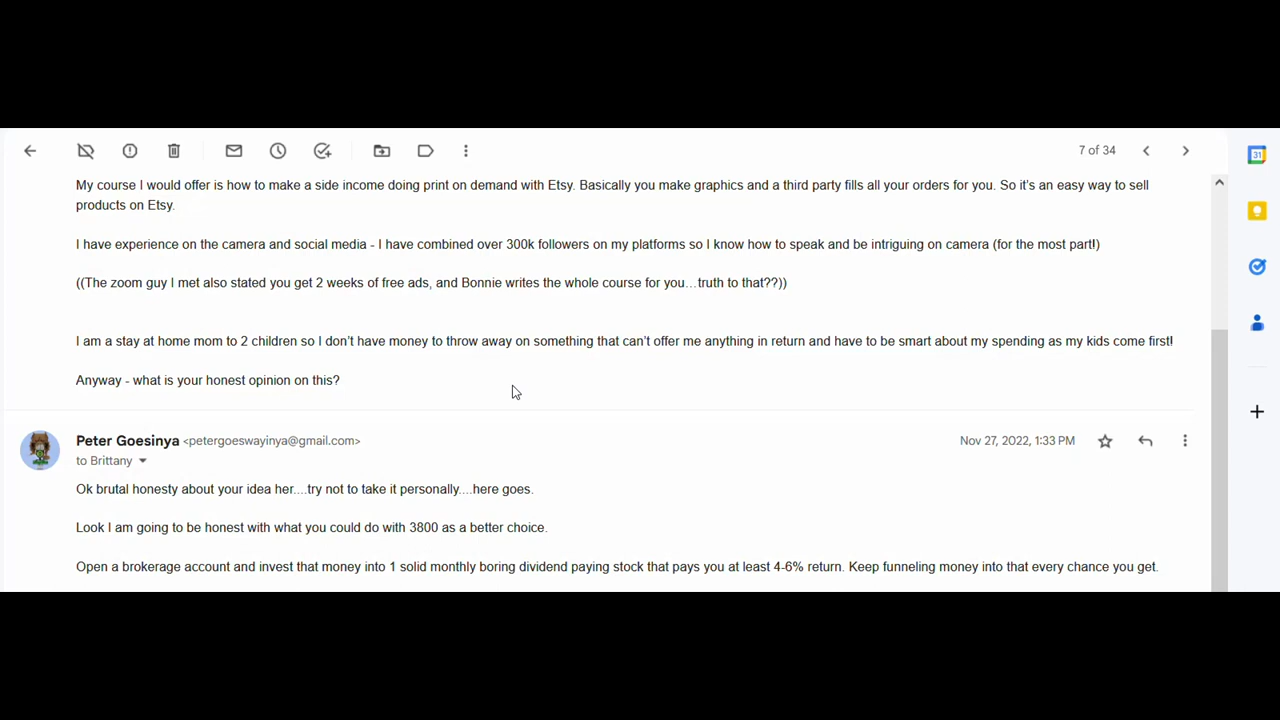 7 of 34
31
My course I would offer is how to make a side income doing print on demand with Etsy. Basically you make graphics and a third party fills all your orders for you. So it's an easy way to sell
products on Etsy.
I have experience on the camera and social media - I have combined over 300k followers on my platforms so I know how to speak and be intriguing on camera (for the most part!)
((The zoom guy I met also stated you get 2 weeks of free ads, and Bonnie writes the whole course for you…truth to that??))
I am a stay at home mom to 2 children so I don't have money to throw away on something that can't offer me anything in return and have to be smart about my spending as my kids come first!
Anyway - what is your honest opinion on this?
Peter Goesinya <petergoeswayinya@gmail.com> Nov 27, 2022, 1:33 PM
to Brittany
Ok brutal honesty about your idea her....try not to take it personally....here goes.
Look I am going to be honest with what you could do with 3800 as a better choice.
Open a brokerage account and invest that money into 1 solid monthly boring dividend paying stock that pays you at least 4-6% return. Keep funneling money into that every chance you get.